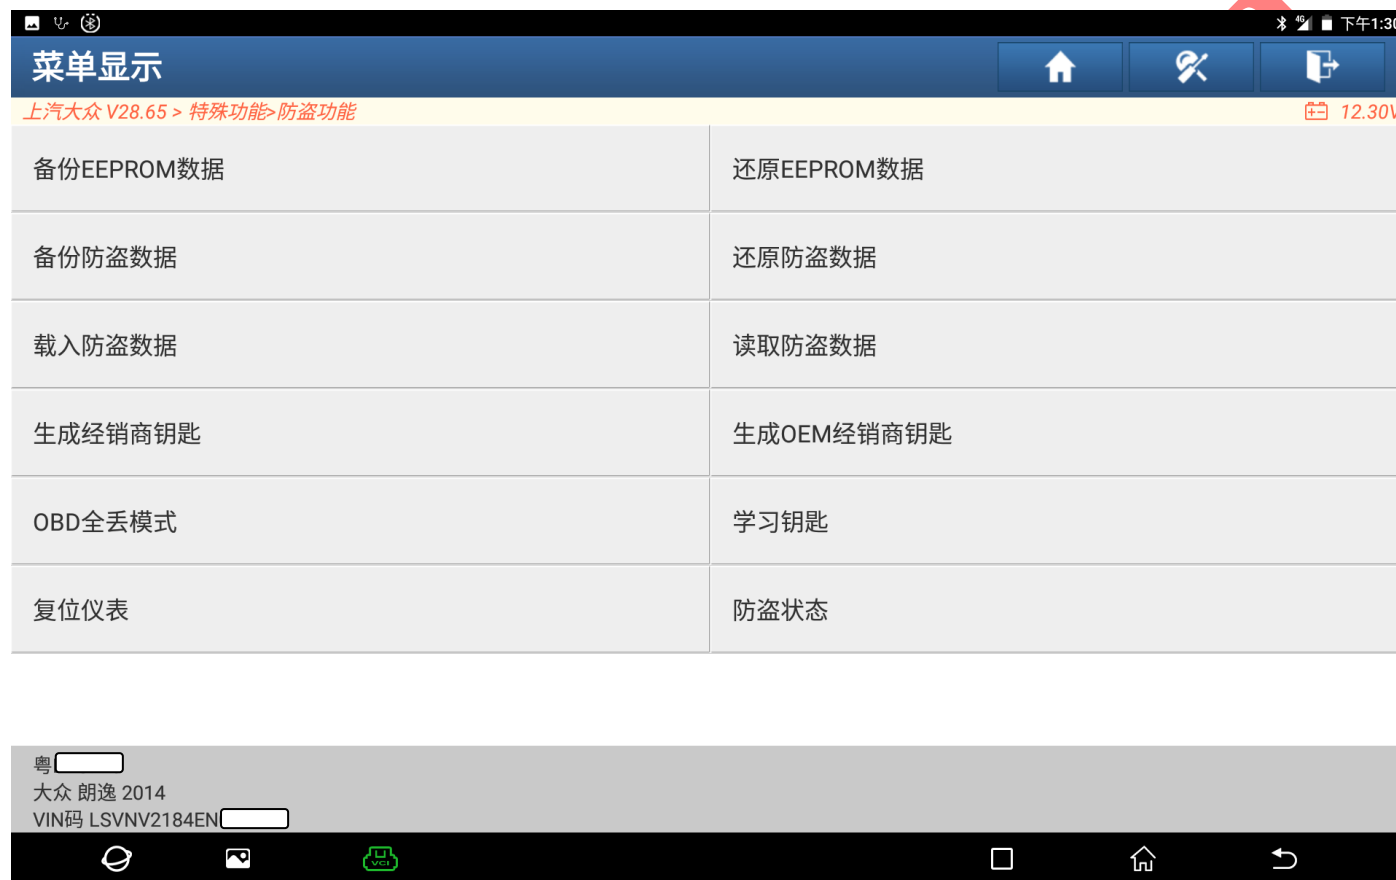 4G 下午1:30
菜单显示
上汽大众 V28.65 > 特殊功能>防盗功能 12.30V
备份EEPROM数据 还原EEPROM数据
备份防盗数据 还原防盗数据
载入防盗数据 读取防盗数据
生成经销商钥匙 生成OEM经销商钥匙
OBD全丢模式 学习钥匙
复位仪表 防盗状态
粤
大众 朗逸 2014
VIN码 LSVNV2184EN
VCI